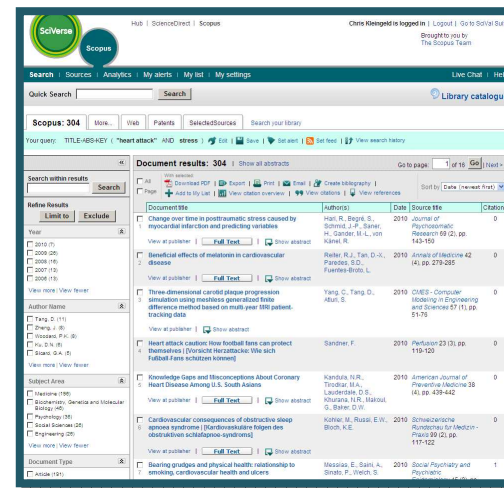 SciVerse
Scopus
Hub | ScienceDirect | Scopus
Chris Kleingeld is logged in | Logout | Go to SciVal Suite
Brought to you by
The Scopus Team
Search | Sources | Analytics | My alerts | My list | My settings
Live Chat | Hel
Quick Search
Search
Library catalogu
Scopus: 304
More...
Web
Patents
SelectedSources
Search your library
Your query: TITLE-ABS-KEY ( "heart attack" AND stress ) Edit | Save | Set alert | Set feed | View search history
Search within results
Search
Refine Results
Limit to
Exclude
Year
2010 (7)
2009 (25)
2008 (16)
2007 (13)
2006 (13)
View more | View fewer
Author Name
Tang, D. (11)
Zheng, J. (8)
Woodard, P.K. (8)
Ku, D.N. (6)
Sicard, G.A. (5)
View more | View fewer
Subject Area
Medicine (186)
Biochemistry, Genetics and Molecular
Biology (46)
Psychology (36)
Social Sciences (26)
Engineering (25)
View more | View fewer
Document Type
Article (191)
Document results: 304 | Show all abstracts
Go to page: 1 of 16 Go | Next >
With selected:
All
Download PDF | Export | Print | Email | Create bibliography |
Page
Add to My List | View citation overview | View citations | View references
Sort by Date (newest first)
Document title
Author(s)
Date
Source title
Citation
1
Change over time in posttraumatic stress caused by
myocardial infarction and predicting variables
Hari, R., Begré, S.,
Schmid, J.-P., Saner,
H., Gander, M.-L., von
Känel, R.
2010
Journal of
Psychosomatic
Research 69 (2), pp.
143-150
0
View at publisher | Full Text | Show abstract
2
Beneficial effects of melatonin in cardiovascular
disease
Reiter, R.J., Tan, D.-X.,
Paredes, S.D.,
Fuentes-Broto, L.
2010
Annals of Medicine 42
(4), pp. 276-285
0
View at publisher | Full Text | Show abstract
3
Three-dimensional carotid plaque progression
simulation using meshless generalized finite
difference method based on multi-year MRI patient-
tracking data
Yang, C., Tang, D.,
Atluri, S.
2010
CMES - Computer
Modeling in Engineering
and Sciences 57 (1), pp.
51-76
0
View at publisher | Show abstract
4
Heart attack caution: How football fans can protect
themselves | [Vorsicht Herzattacke: Wie sich
Fußball-Fans schützen können]
Sandner, F.
2010
Perfusion 23 (3), pp.
119-120
0
5
Knowledge Gaps and Misconceptions About Coronary
Heart Disease Among U.S. South Asians
Kandula, N.R.,
Tirodkar, M.A.,
Lauderdale, D.S.,
Khurana, N.R., Makoul,
G., Baker, D.W.
2010
American Journal of
Preventive Medicine 38
(4), pp. 439-442
0
View at publisher | Full Text | Show abstract
6
Cardiovascular consequences of obstructive sleep
apnoea syndrome | [Kardiovaskuläre folgen des
obstruktiven schlafapnoe-syndroms]
Kohler, M., Russi, E.W.,
Bloch, K.E.
2010
Schweizerische
Rundschau fur Medizin -
Praxis 99 (2), pp.
117-122
0
View at publisher | Full Text | Show abstract
7
Bearing grudges and physical health: relationship to
smoking, cardiovascular health and ulcers
Messias, E., Saini, A.,
Sinato, P., Welch, S.
2010
Social Psychiatry and
Psychiatric
1